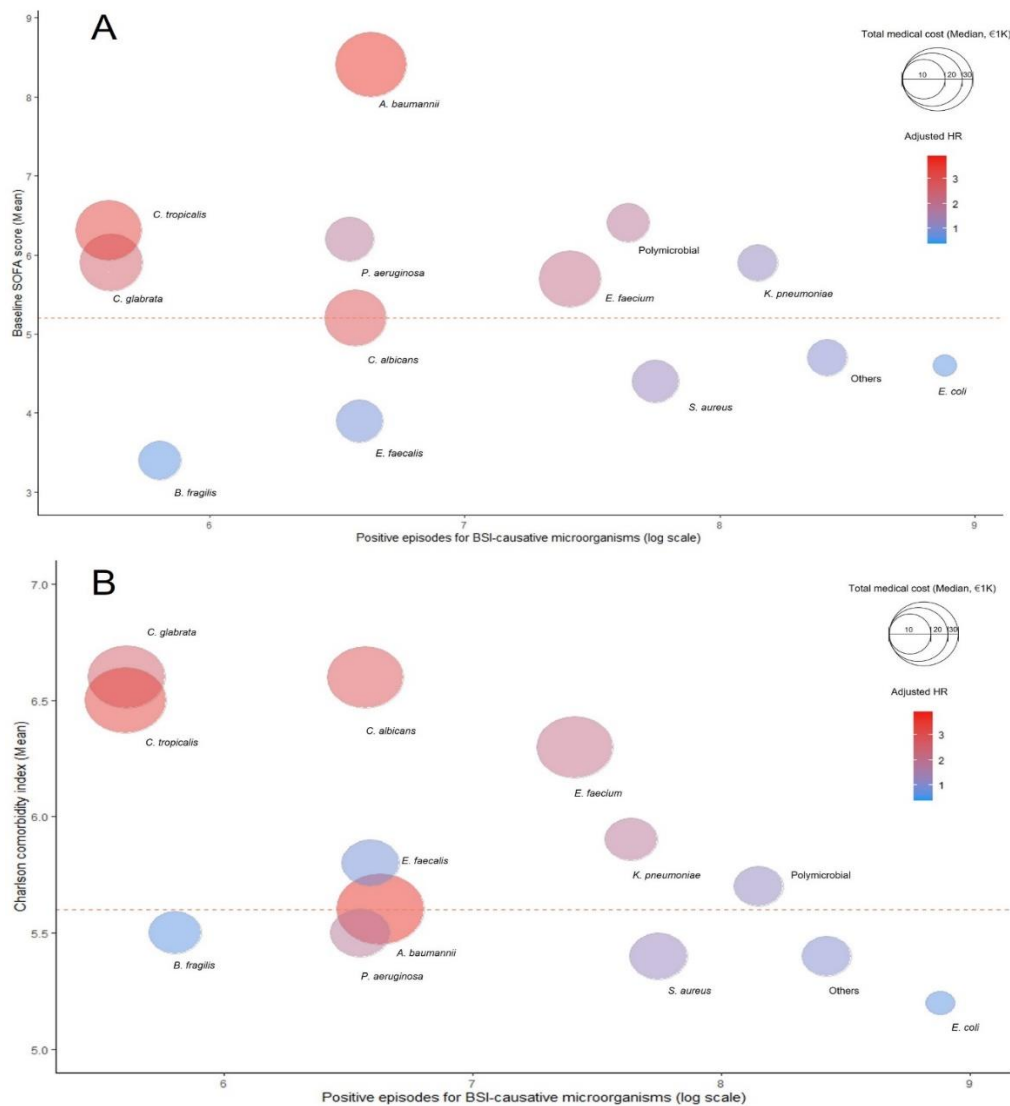 A
Total medical cost (Median, €1K)
10 20 30
Adjusted HR
3
2
1
9
8
7
6
5
4
3
Baseline SOFA score (Mean)
A. baumannii
C. tropicalis
C. glabrata
P. aeruginosa
Polymicrobial
E. faecium
K. pneumoniae
C. albicans
Others
E. coli
S. aureus
E. faecalis
B. fragilis
6 7 8 9
Positive episodes for BSI-causative microorganisms (log scale)
B
Total medical cost (Median, €1K)
10 20 30
Adjusted HR
3
2
1
7.0
6.5
6.0
5.5
5.0
Charlson comorbidity index (Mean)
C. glabrata
C. tropicalis
C. albicans
E. faecium
E. faecalis
K. pneumoniae
Polymicrobial
A. baumannii
B. fragilis
P. aeruginosa
S. aureus
Others
E. coli
6 7 8 9
Positive episodes for BSI-causative microorganisms (log scale)